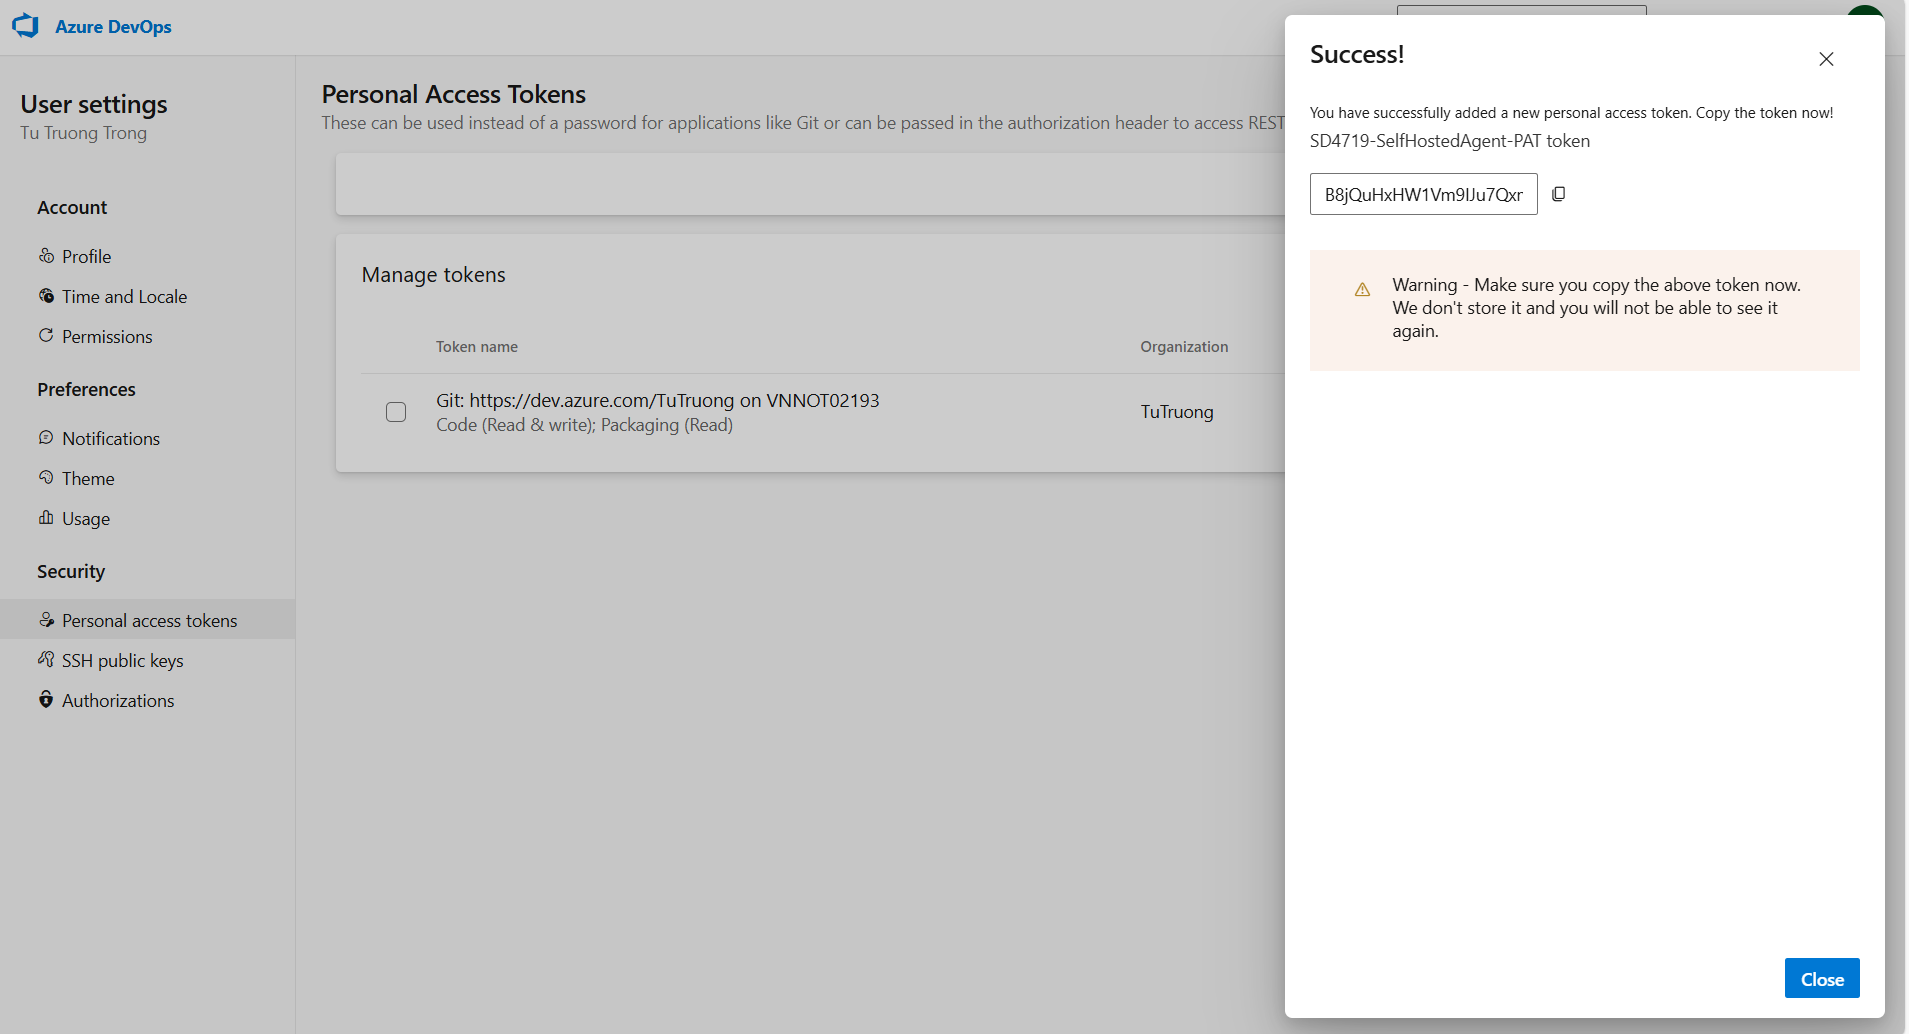 Azure DevOps
User settings
Tu Truong Trong
Account
Profile
Time and Locale
Permissions
Preferences
Notifications
Theme
Usage
Security
Personal access tokens
SSH public keys
Authorizations
Personal Access Tokens
These can be used instead of a password for applications like Git or can be passed in the authorization header to access REST
Manage tokens
Token name
Organization
Git: https://dev.azure.com/TuTruong on VNNOT02193
Code (Read & write); Packaging (Read)
TuTruong
Success!
You have successfully added a new personal access token. Copy the token now!
SD4719-SelfHostedAgent-PAT token
Warning - Make sure you copy the above token now.
We don't store it and you will not be able to see it
again.
Close